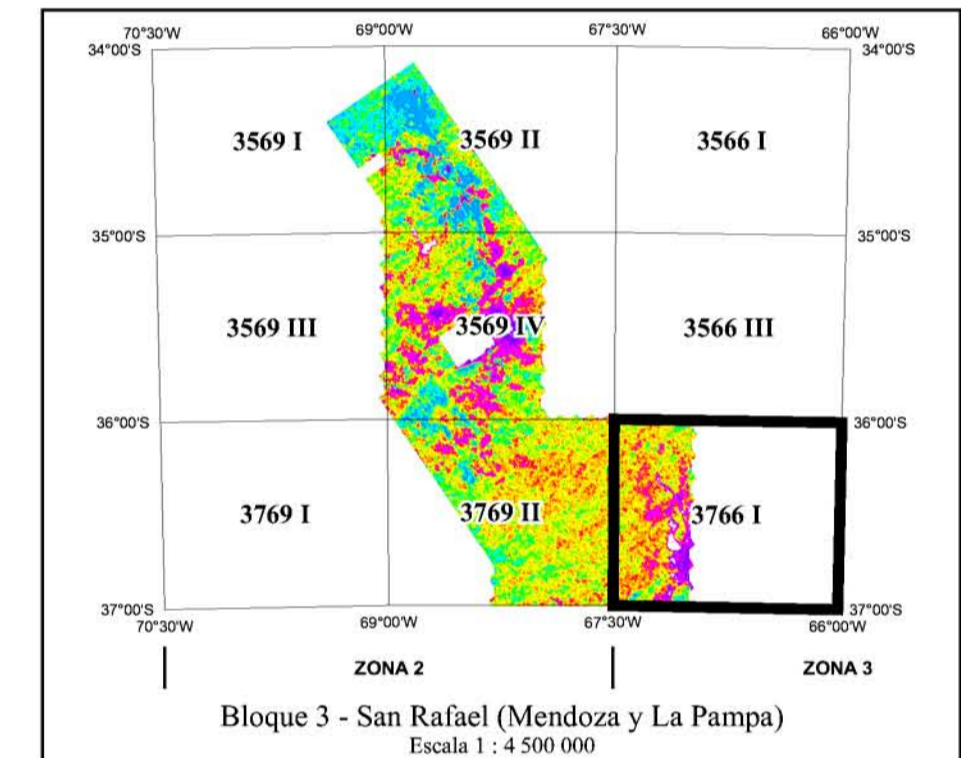 70°30'W 69°00'W 67°30'W 66°00'W
34°00'S 34°00'S
3569 I 3569 II 3566 I
35°00'S 35°00'S
3569 III 3569 IV 3566 III
36°00'S 36°00'S
3769 I 3769 II 3766 I
37°00'S 37°00'S
70°30'W 69°00'W 67°30'W 66°00'W
ZONA 2 ZONA 3
Bloque 3 - San Rafael (Mendoza y La Pampa)
Escala 1 : 4 500 000